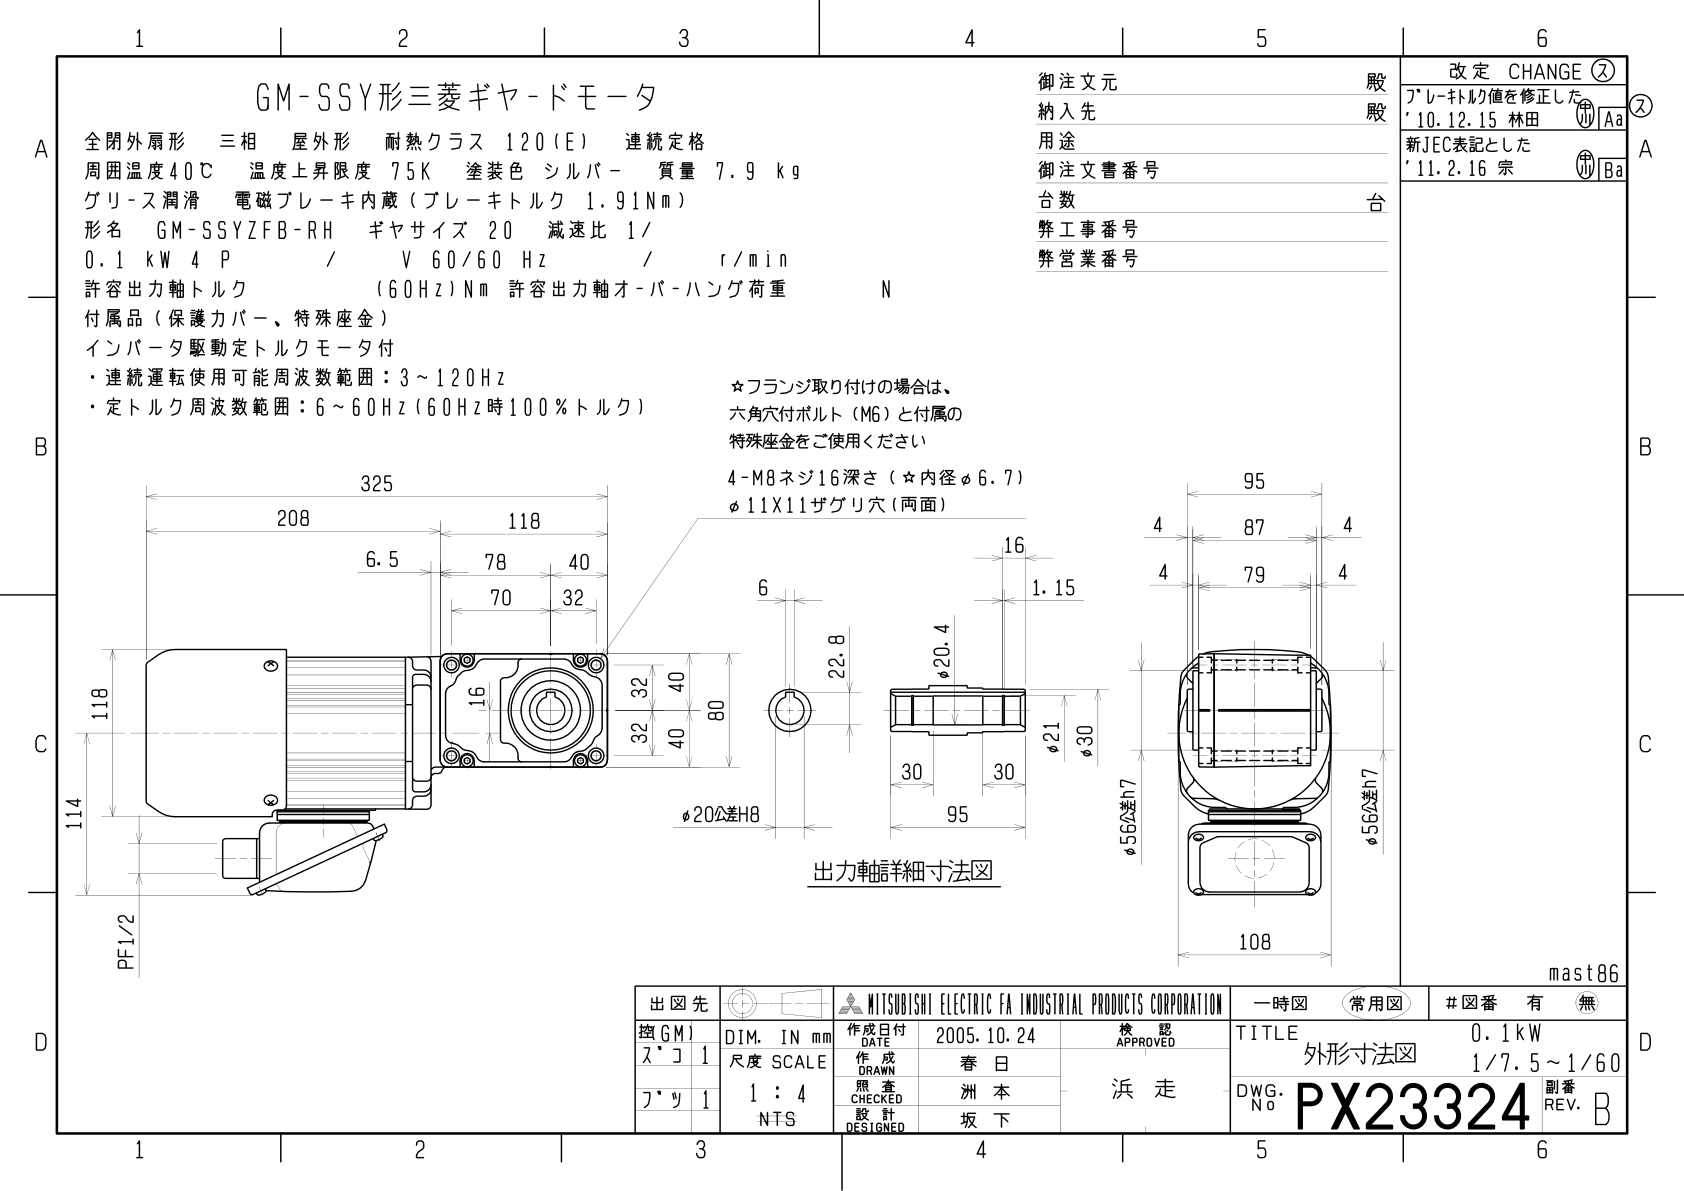 1 2 3 4 5 6
GM-SSY形三菱ギヤ-ドモータ
全閉外扇形 三相 屋外形 耐熱クラス 120(E) 連続定格
周囲温度40℃ 温度上昇限度 75K 塗装色 シルバー 質量 7.9 kg
グリ-ス潤滑 電磁ブレーキ内蔵(ブレーキトルク 1.91Nm)
形名 GM-SSYZFB-RH ギヤサイズ 20 減速比 1/
0.1 kW 4 P / V 60/60 Hz / r/min
許容出力軸トルク (60Hz)Nm 許容出力軸オ-バ-ハング荷重 N
付属品(保護カバー、特殊座金)
インバータ駆動定トルクモータ付
・連続運転使用可能周波数範囲:3~120Hz
・定トルク周波数範囲:6~60Hz(60Hz時100%トルク)
御注文元 殿
納入先 殿
用途
御注文書番号
台数 台
弊工事番号
弊営業番号
改定 CHANGE ス
ブレーキトルク値を修正した
'10.12.15 林田 Aa
ス
新JEC表記とした
'11.2.16 宗 Ba
A A
B B
C C
D D
☆フランジ取り付けの場合は、
六角穴付ボルト(M6)と付属の
特殊座金をご使用ください
4-M8ネジ16深さ(☆内径φ6.7)
φ11X11ザグリ穴(両面)
325
208 118
6.5 78 40
70 32
118
114
16
32 40
32 40
80
PF1/2
6
22.8
φ20公差H8
16
1.15
φ20.4
φ21
φ30
30 30
95
出力軸詳細寸法図
95
4 87 4
4 79 4
φ56公差h7
φ56公差h7
108
mast86
出図先
控(GM)
ズコ 1
ブツ 1
DIM. IN mm
尺度 SCALE
1 : 4
NTS
MITSUBISHI ELECTRIC FA INDUSTRIAL PRODUCTS CORPORATION
作成日付
DATE
2005.10.24
作 成
DRAWN
春 日
照 査
CHECKED
洲 本
設 計
DESIGNED
坂 下
検 認
APPROVED
浜 走
一時図 常用図 #図番 有 無
TITLE
外形寸法図
0.1kW
1/7.5~1/60
DWG.
No
PX23324
副番
REV.
B
1 2 3 4 5 6